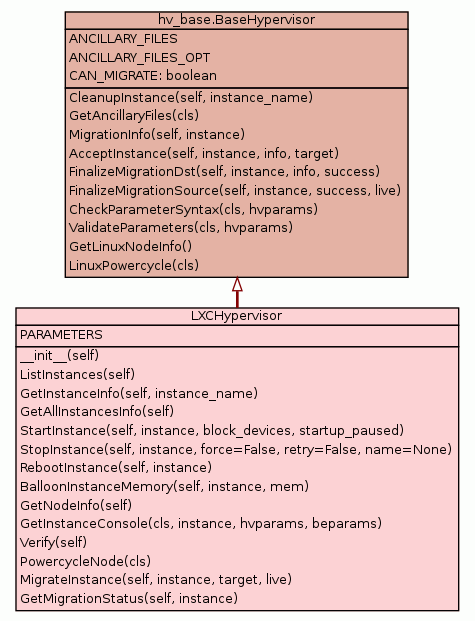 hv_base.BaseHypervisor
ANCILLARY_FILES
ANCILLARY_FILES_OPT
CAN_MIGRATE: boolean
CleanupInstance(self, instance_name)
GetAncillaryFiles(cls)
MigrationInfo(self, instance)
AcceptInstance(self, instance, info, target)
FinalizeMigrationDst(self, instance, info, success)
FinalizeMigrationSource(self, instance, success, live)
CheckParameterSyntax(cls, hvparams)
ValidateParameters(cls, hvparams)
GetLinuxNodeInfo()
LinuxPowercycle(cls)
LXCHypervisor
PARAMETERS
__init__(self)
ListInstances(self)
GetInstanceInfo(self, instance_name)
GetAllInstancesInfo(self)
StartInstance(self, instance, block_devices, startup_paused)
StopInstance(self, instance, force=False, retry=False, name=None)
RebootInstance(self, instance)
BalloonInstanceMemory(self, instance, mem)
GetNodeInfo(self)
GetInstanceConsole(cls, instance, hvparams, beparams)
Verify(self)
PowercycleNode(cls)
MigrateInstance(self, instance, target, live)
GetMigrationStatus(self, instance)